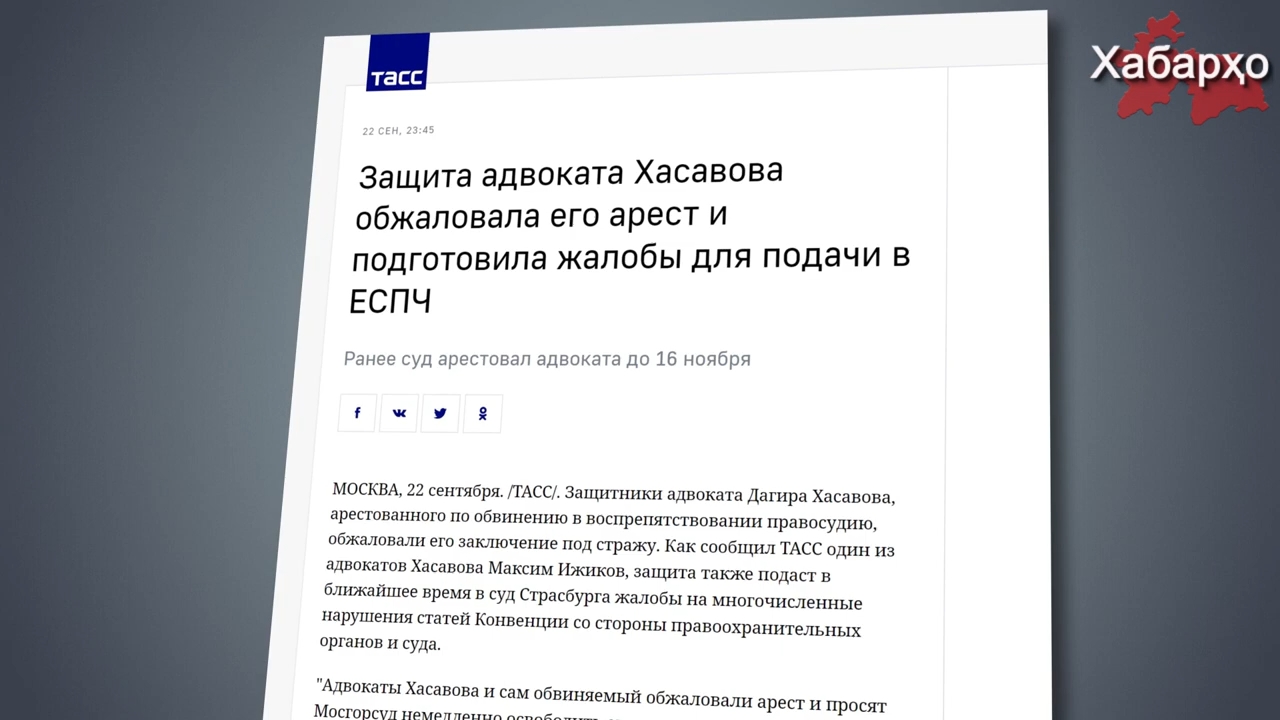 Хабарҳо
ТАСС
22 СЕН, 23:45
Защита адвоката Хасавова
обжаловала его арест и
подготовила жалобы для подачи в
ЕСПЧ
Ранее суд арестовал адвоката до 16 ноября
МОСКВА, 22 сентября. /ТАСС/. Защитники адвоката Дагира Хасавова,
арестованного по обвинению в воспрепятствовании правосудию,
обжаловали его заключение под стражу. Как сообщил ТАСС один из
адвокатов Хасавова Максим Ижиков, защита также подаст в
ближайшее время в суд Страсбурга жалобы на многочисленные
нарушения статей Конвенции со стороны правоохранительных
органов и суда.
"Адвокаты Хасавова и сам обвиняемый обжаловали арест и просят
Мосгорсуд немедленно освободить